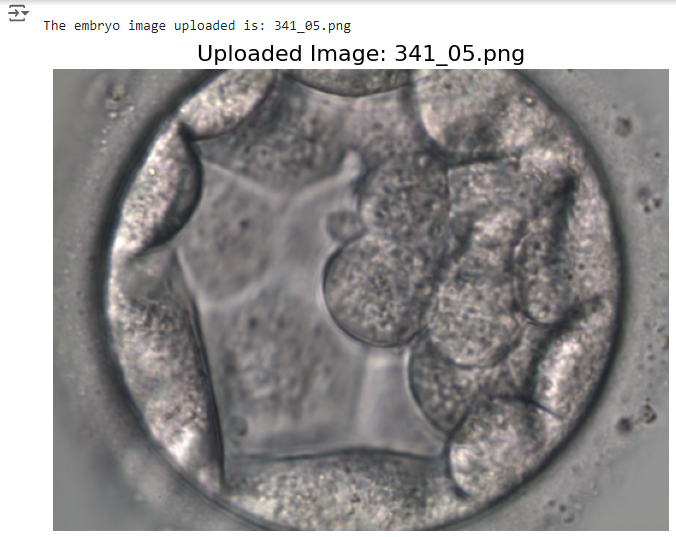 The embryo image uploaded is: 341_05.png
Uploaded Image: 341_05.png